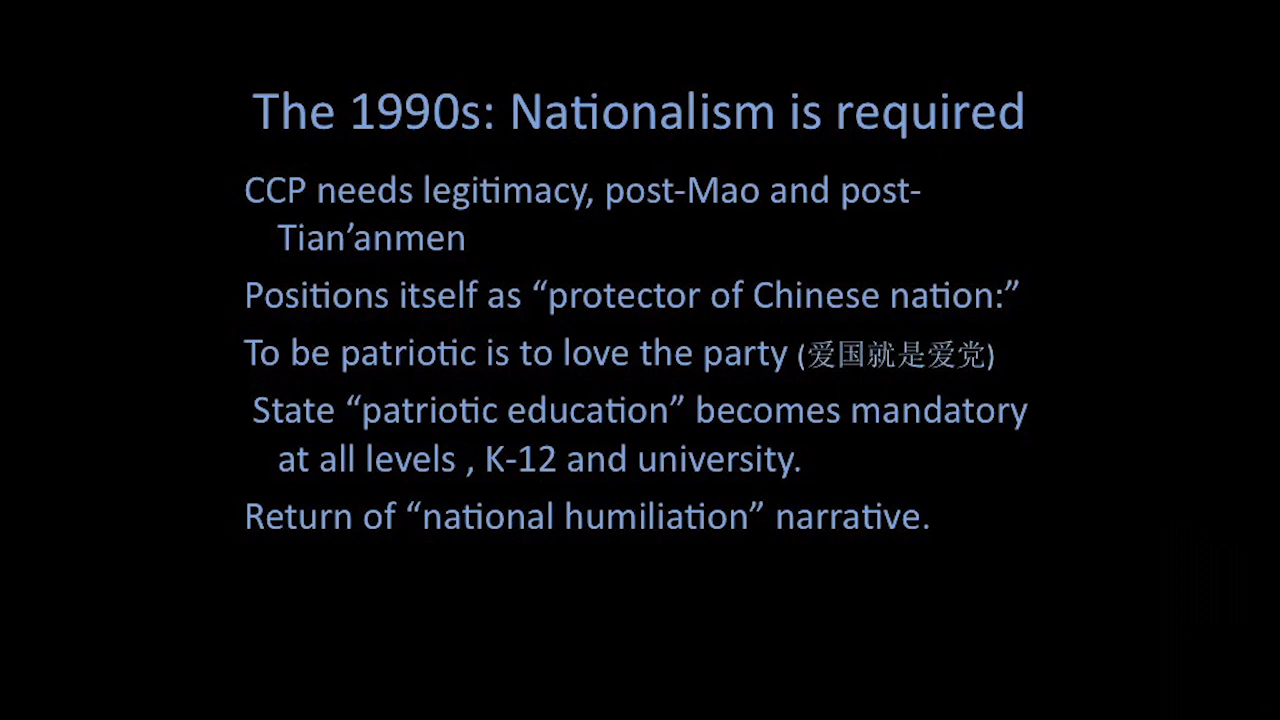 The 1990s: Nationalism is required
CCP needs legitimacy, post-Mao and post-
Tian’anmen
Positions itself as “protector of Chinese nation:”
To be patriotic is to love the party (爱国就是爱党)
State “patriotic education” becomes mandatory
at all levels , K-12 and university.
Return of “national humiliation” narrative.